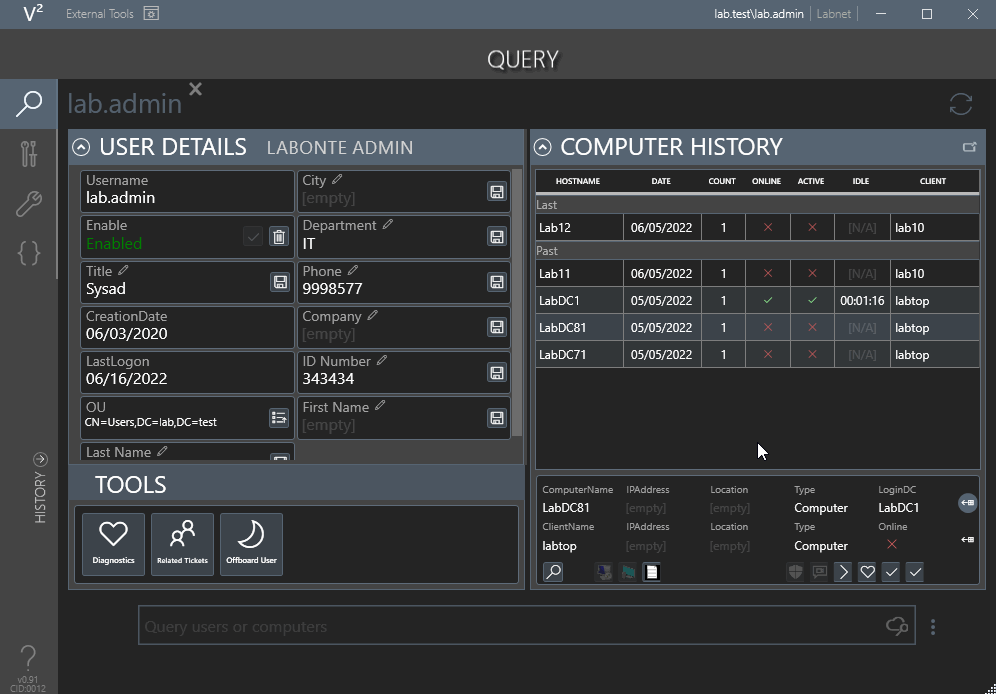 V²
External Tools
lab.test\lab.admin
Labnet
QUERY
lab.admin
USER DETAILS
LABONTE ADMIN
Username
lab.admin
City
[empty]
Enable
Enabled
Department
IT
Title
Sysad
Phone
9998577
CreationDate
06/03/2020
Company
[empty]
LastLogon
06/16/2022
ID Number
343434
OU
CN=Users,DC=lab,DC=test
First Name
[empty]
Last Name
TOOLS
Diagnostics
Related Tickets
Offboard User
COMPUTER HISTORY
HOSTNAME DATE COUNT ONLINE ACTIVE IDLE CLIENT
Last
Lab12 06/05/2022 1 [N/A] lab10
Past
Lab11 06/05/2022 1 [N/A] lab10
LabDC1 05/05/2022 1 00:01:16 labtop
LabDC81 05/05/2022 1 [N/A] labtop
LabDC71 05/05/2022 1 [N/A] labtop
ComputerName IPAddress Location Type LoginDC
LabDC81 [empty] [empty] Computer LabDC1
ClientName IPAddress Location Type Online
labtop [empty] [empty] Computer
HISTORY
Query users or computers
v0.91
CID:0012